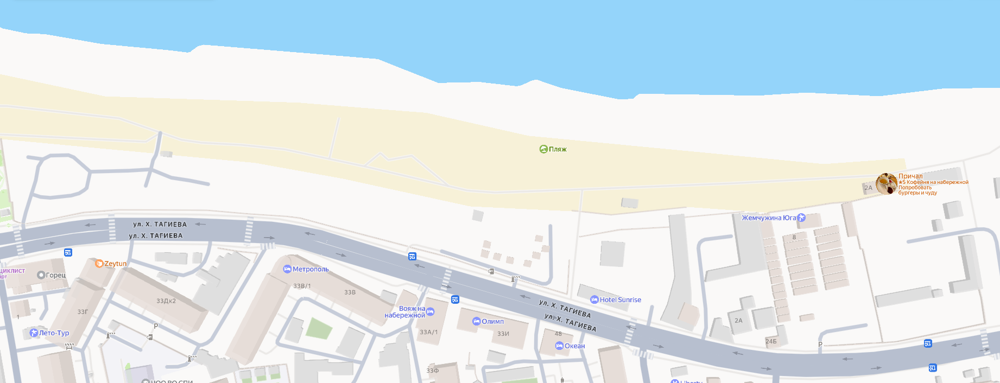 Пляж
Причал
★5 Кофейня на набережной
Попробовать
бургеры и чуду
2А
Жемчужина Юга
ул. Х. ТАГИЕВА
ул. Х. ТАГИЕВА
8
Zeytun
циклист
Горец
Метрополь
33В/1
33В
33Дк2
33Г
1
Hotel Sunrise
ул. Х. ТАГИЕВА
ул. Х. ТАГИЕВА
Вояж на
набережной
Олимп
33А/1
33И
48
Океан
2А
24Б
P
P
Лето-Тур
33Ф
Liberty